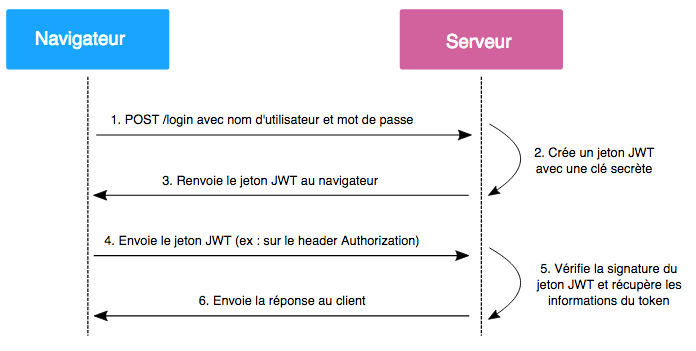 Navigateur
Serveur
1. POST /login avec nom d'utilisateur et mot de passe
2. Crée un jeton JWT
avec une clé secrète
3. Renvoie le jeton JWT au navigateur
4. Envoie le jeton JWT (ex : sur le header Authorization)
5. Vérifie la signature du
jeton JWT et récupère les
informations du token
6. Envoie la réponse au client